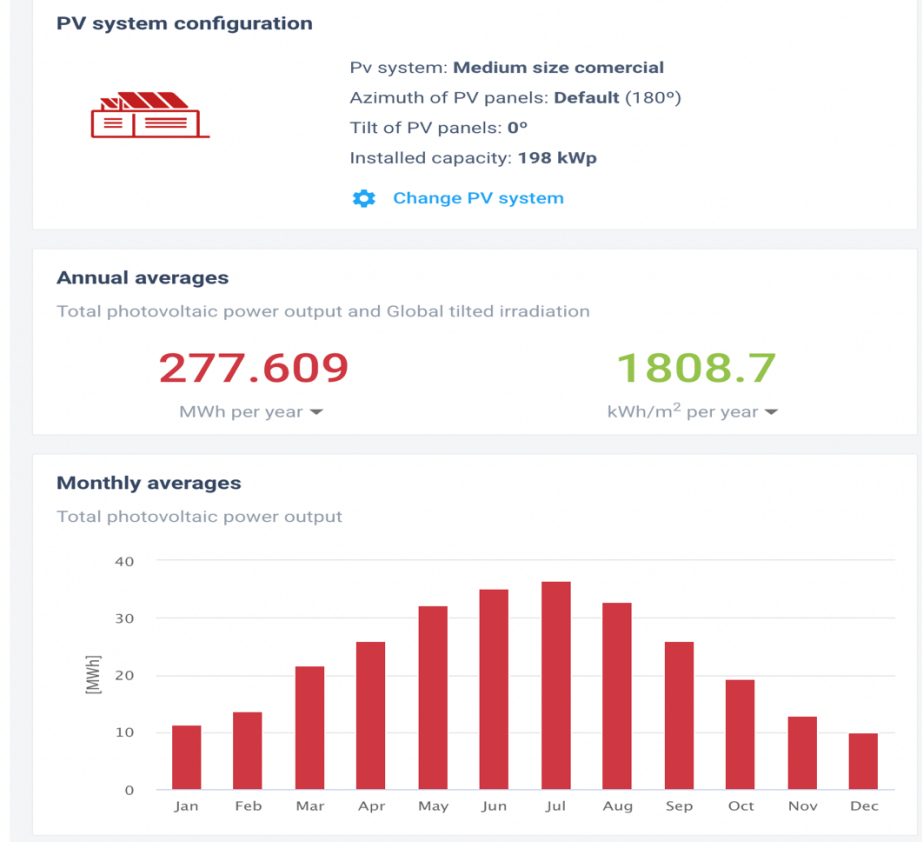 PV system configuration
Pv system: Medium size comercial
Azimuth of PV panels: Default (180º)
Tilt of PV panels: 0º
Installed capacity: 198 kWp
Change PV system
Annual averages
Total photovoltaic power output and Global tilted irradiation
277.609 1808.7
MWh per year kWh/m² per year
Monthly averages
Total photovoltaic power output
40
30
20
10
0
[MWh]
Jan Feb Mar Apr May Jun Jul Aug Sep Oct Nov Dec